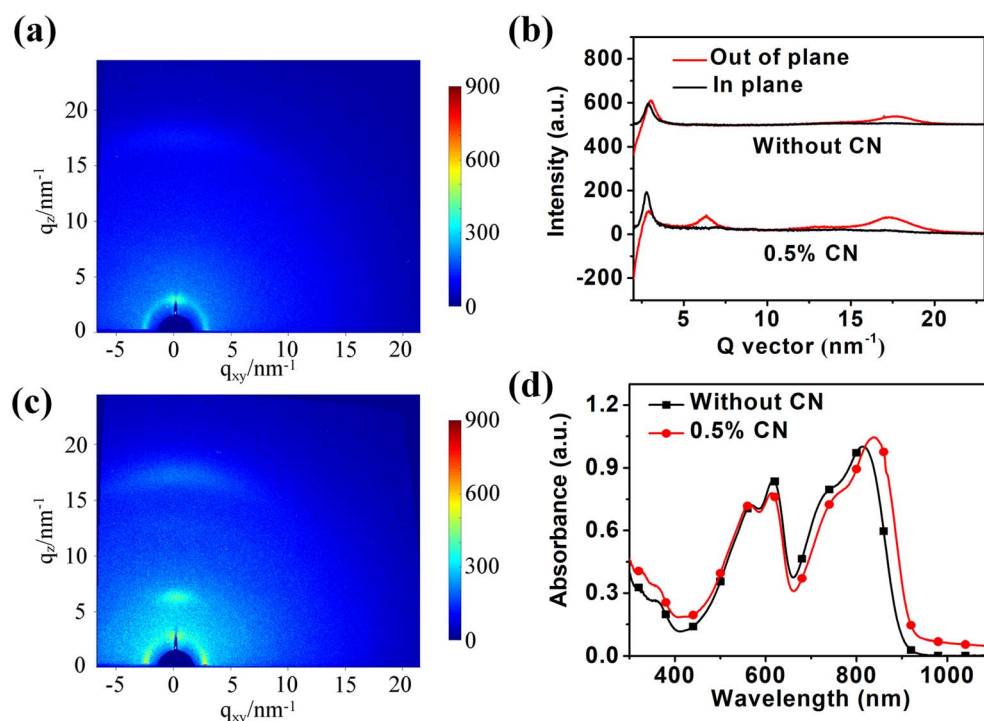 (a)
20
15
10
5
0
qz/nm-1
-5 0 5 10 15 20
qxy/nm-1
900
600
300
0
(b)
800
600
400
200
0
-200
Intensity (a.u.)
Out of plane
In plane
Without CN
0.5% CN
5 10 15 20
Q vector (nm-1)
(c)
20
15
10
5
0
qz/nm-1
-5 0 5 10 15 20
qxy/nm-1
900
600
300
0
(d)
1.2
0.9
0.6
0.3
0.0
Absorbance (a.u.)
Without CN
0.5% CN
400 600 800 1000
Wavelength (nm)